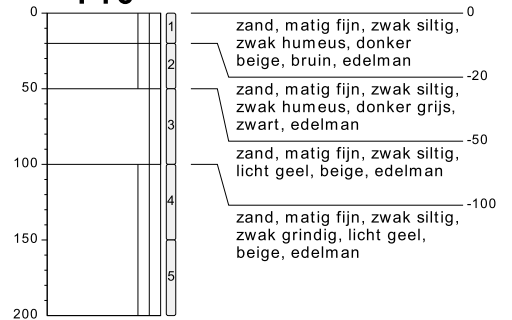 0
50
100
150
200
1
2
3
4
5
0
zand, matig fijn, zwak siltig,
zwak humeus, donker
beige, bruin, edelman
-20
zand, matig fijn, zwak siltig,
zwak humeus, donker grijs,
zwart, edelman
-50
zand, matig fijn, zwak siltig,
licht geel, beige, edelman
-100
zand, matig fijn, zwak siltig,
zwak grindig, licht geel,
beige, edelman